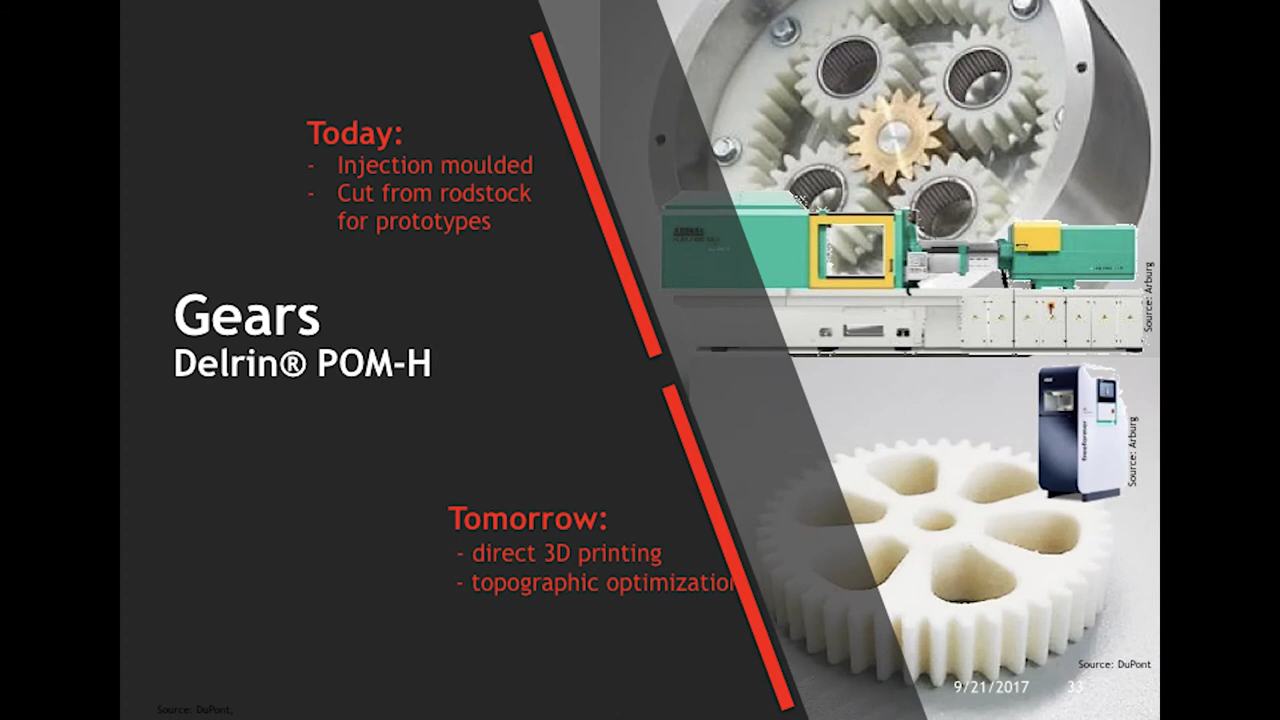 Today:
- Injection moulded
- Cut from rodstock
for prototypes
Gears
Delrin® POM-H
Source: Arburg
Source: Arburg
freeformer
Tomorrow:
- direct 3D printing
- topographic optimization
Source: DuPont
9/21/2017 33
Source: DuPont,